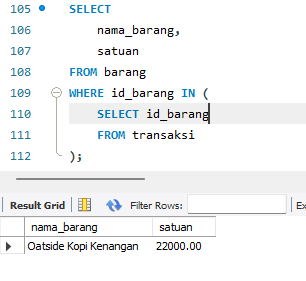 105 SELECT
106 nama_barang,
107 satuan
108 FROM barang
109 WHERE id_barang IN (
110 SELECT id_barang
111 FROM transaksi
112 );
Result Grid Filter Rows: Ex
nama_barang satuan
Oatside Kopi Kenangan 22000.00